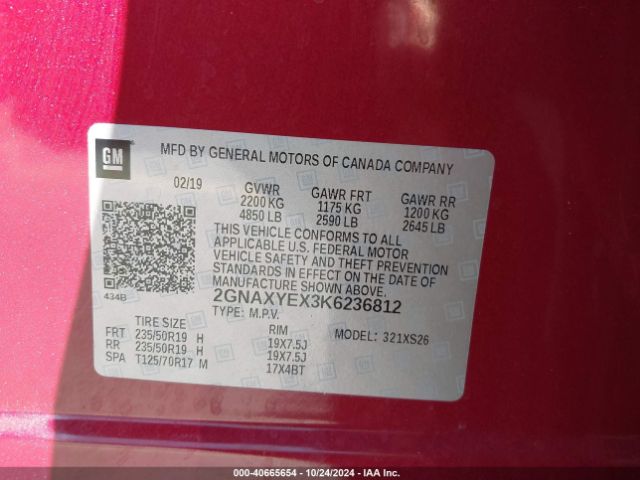 GM
MFD BY GENERAL MOTORS OF CANADA COMPANY
02/19 GVWR GAWR FRT GAWR RR
2200 KG 1175 KG 1200 KG
4850 LB 2590 LB 2645 LB
THIS VEHICLE CONFORMS TO ALL
APPLICABLE U.S. FEDERAL MOTOR
VEHICLE SAFETY AND THEFT PREVENTION
STANDARDS IN EFFECT ON THE DATE OF
MANUFACTURE SHOWN ABOVE.
434B
2GNAXYEX3K6236812
TYPE: M.P.V.
TIRE SIZE RIM MODEL: 321XS26
FRT 235/50R19 H 19X7.5J
RR 235/50R19 H 19X7.5J
SPA T125/70R17 M 17X4BT
000-40665654 - 10/24/2024 - IAA Inc.